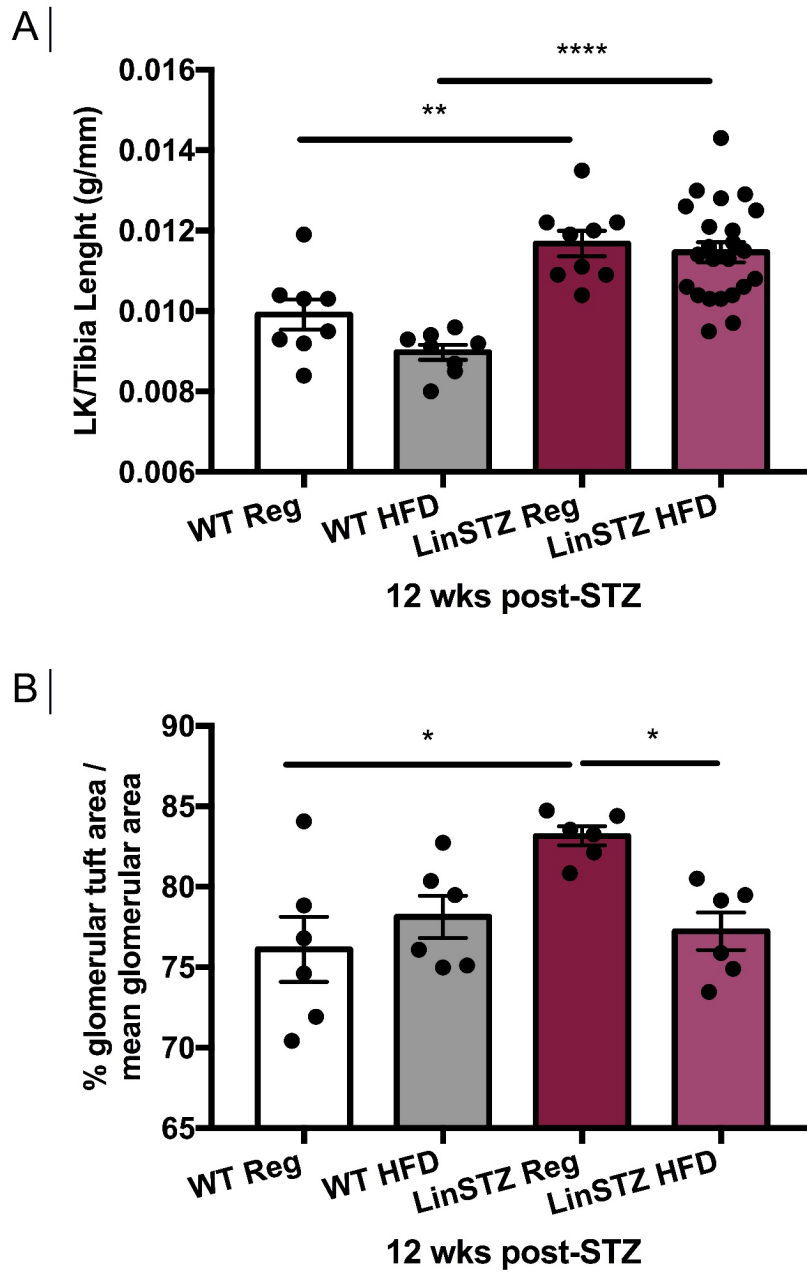 A|
****
0.016
**
0.014
0.012
0.010
0.008
0.006
LK/Tibia Lenght (g/mm)
WT Reg
WT HFD
LinSTZ Reg
LinSTZ HFD
12 wks post-STZ
B|
90
*
*
85
80
75
70
65
% glomerular tuft area /
mean glomerular area
WT Reg
WT HFD
LinSTZ Reg
LinSTZ HFD
12 wks post-STZ